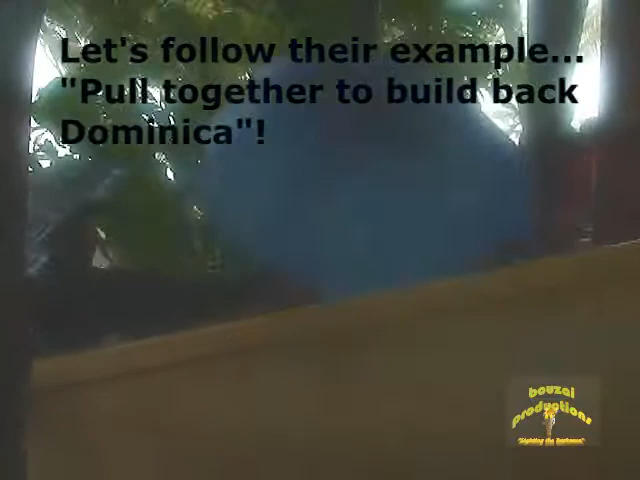 Let's follow their example...
"Pull together to build back
Dominica"!
bouzai
productions